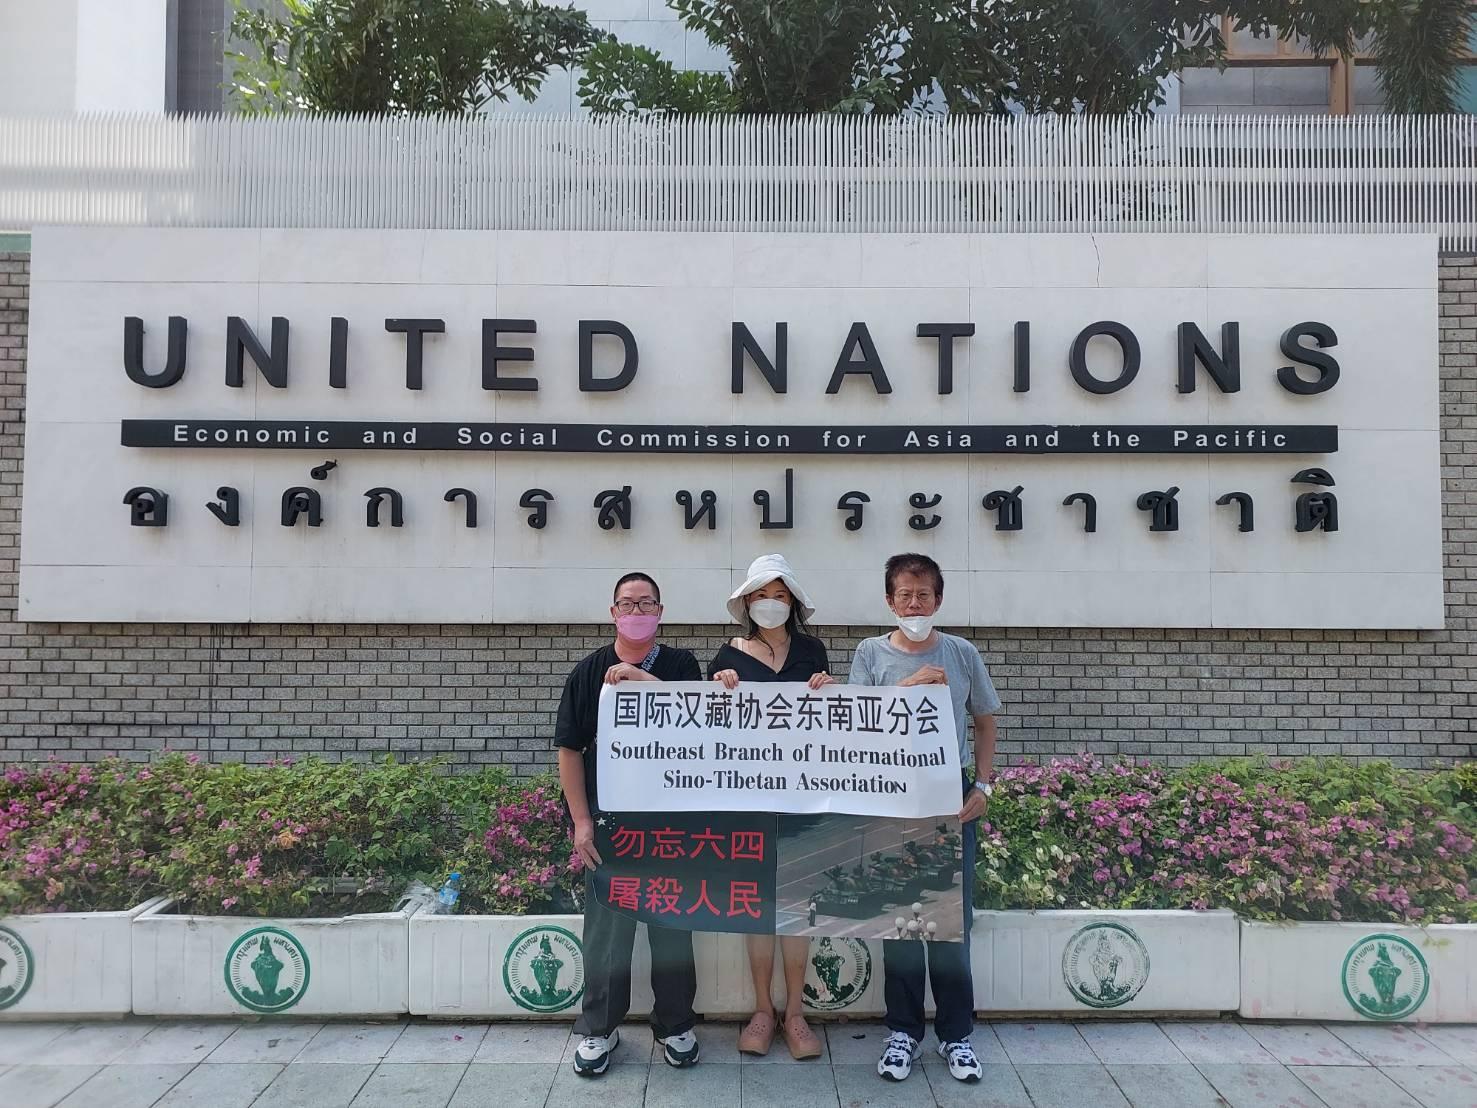 UNITED NATIONS
Economic and Social Commission for Asia and the Pacific
องค์การสหประชาชาติ
国际汉藏协会东南亚分会
Southeast Branch of International
Sino-Tibetan Association
勿忘六四
屠殺人民